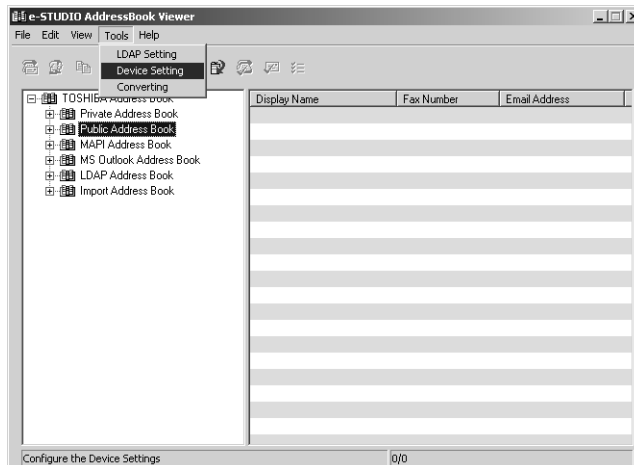 e-STUDIO AddressBook Viewer
File Edit View Tools Help
LDAP Setting
Device Setting
Converting
TOSHIBA Address Book
Private Address Book
Public Address Book
MAPI Address Book
MS Outlook Address Book
LDAP Address Book
Import Address Book
Display Name Fax Number Email Address
Configure the Device Settings 0/0